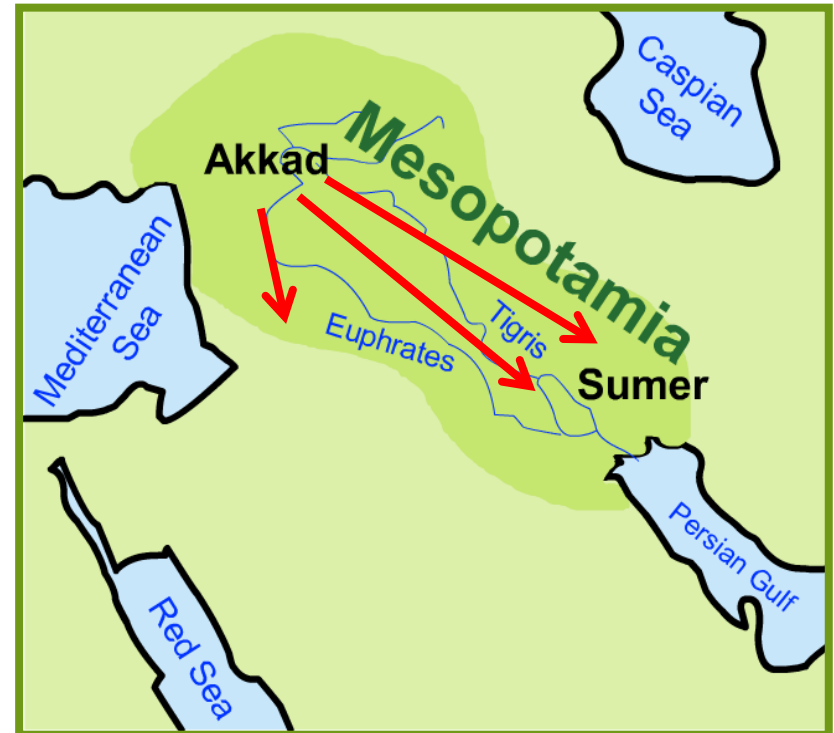 Caspian
Sea
Mesopotamia
Akkad
Mediterranean
Sea
Tigris
Euphrates
Sumer
Persian Gulf
Red Sea